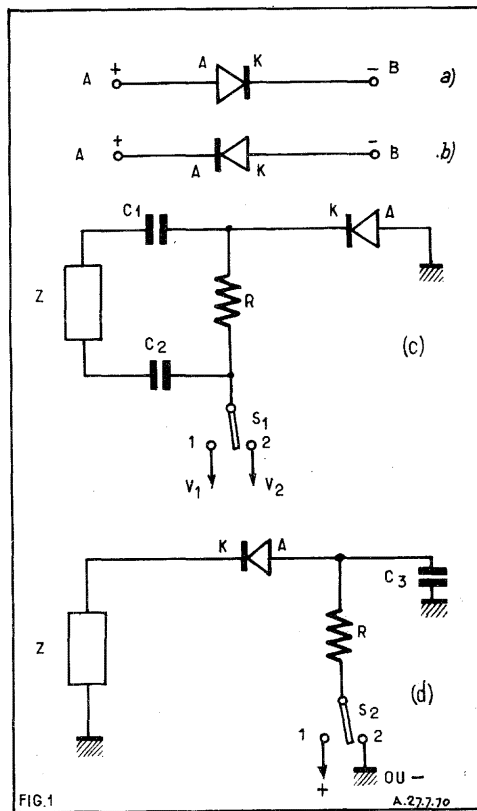 A + A K − B a)
A + A K − B b)
C1 K A
Z R
C2 (c)
S1
1 2
V1 V2
K A
C3
Z R
S2 (d)
1 2
+ OU −
FIG.1 A.27.7.70